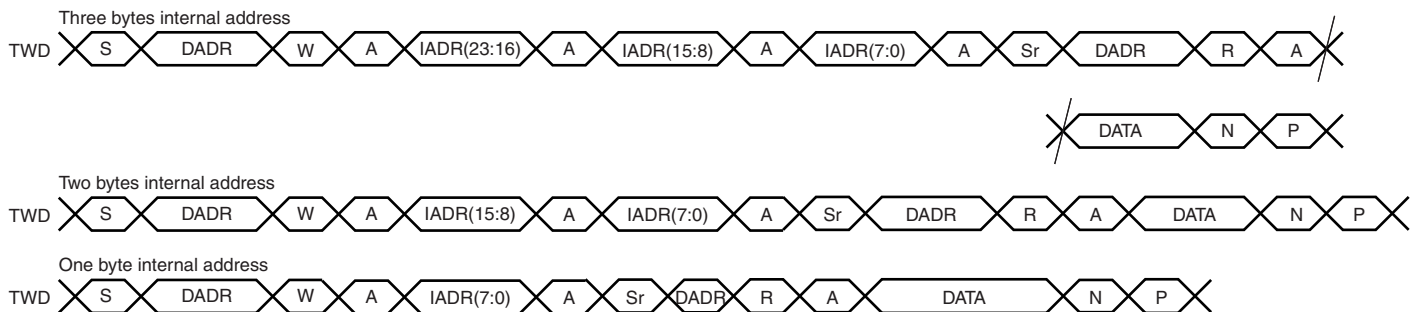 Three bytes internal address
TWD S DADR W A IADR(23:16) A IADR(15:8) A IADR(7:0) A Sr DADR R A
DATA N P
Two bytes internal address
TWD S DADR W A IADR(15:8) A IADR(7:0) A Sr DADR R A DATA N P
One byte internal address
TWD S DADR W A IADR(7:0) A Sr DADR R A DATA N P